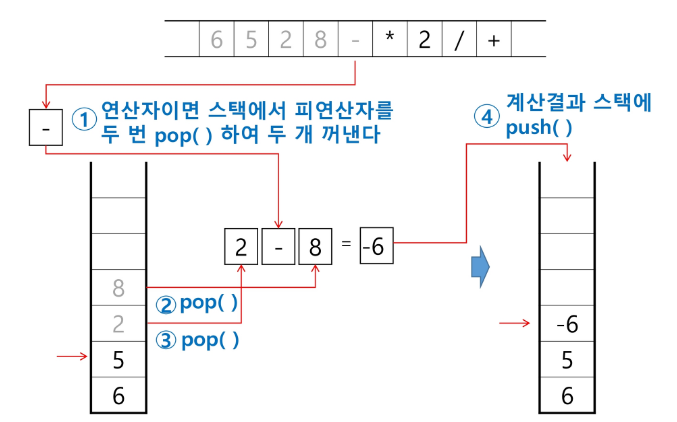 6 5 2 8 - * 2 / +
① 연산자이면 스택에서 피연산자를
두 번 pop( ) 하여 두 개 꺼낸다
-
④ 계산결과 스택에
push( )
2 - 8 = -6
8
② pop( )
2
③ pop( )
5
6
-6
5
6